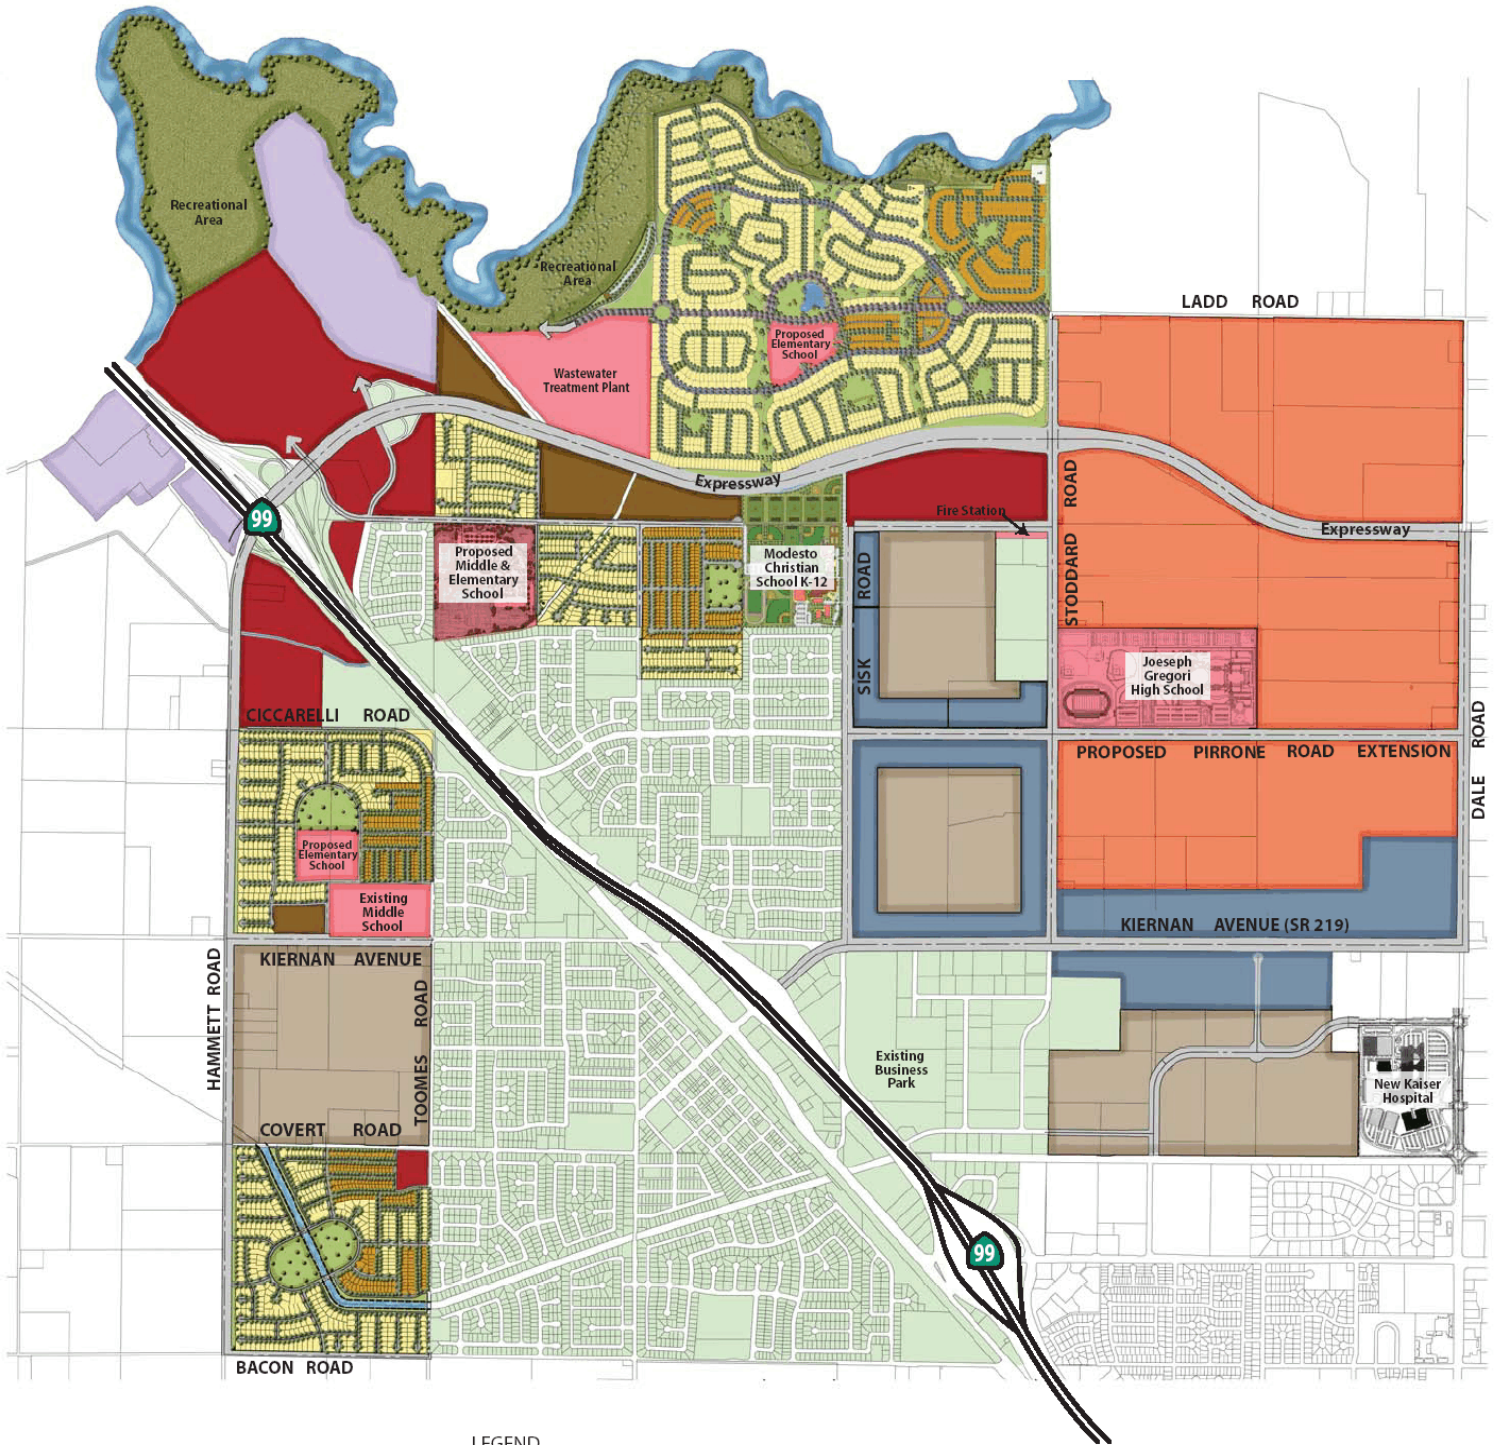 Recreational
Area
Recreational
Area
LADD ROAD
Proposed
Elementary
School
Wastewater
Treatment Plant
Expressway
ROAD
STODDARD
Fire Station
Expressway
99
Proposed
Middle &
Elementary
School
Modesto
Christian
School K-12
ROAD
SISK
Joeseph
Gregori
High School
CICCARELLI ROAD
ROAD
DALE
PROPOSED PIRRONE ROAD EXTENSION
Proposed
Elementary
School
Existing
Middle
School
KIERNAN AVENUE (SR 219)
KIERNAN AVENUE
HAMMETT ROAD
ROAD
TOOMES
Existing
Business
Park
New Kaiser
Hospital
COVERT ROAD
99
BACON ROAD
LEGEND